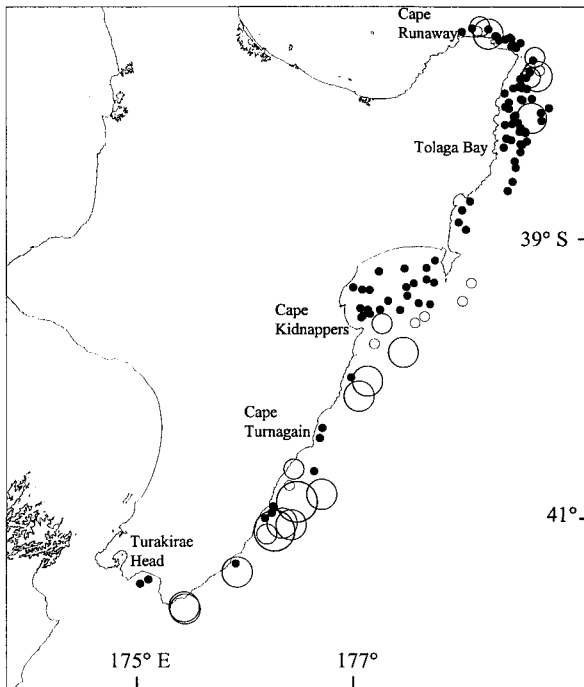 Cape
Runaway
Tolaga Bay
39° S
Cape
Kidnappers
Cape
Turnagain
41°
Turakirae
Head
175° E
177°